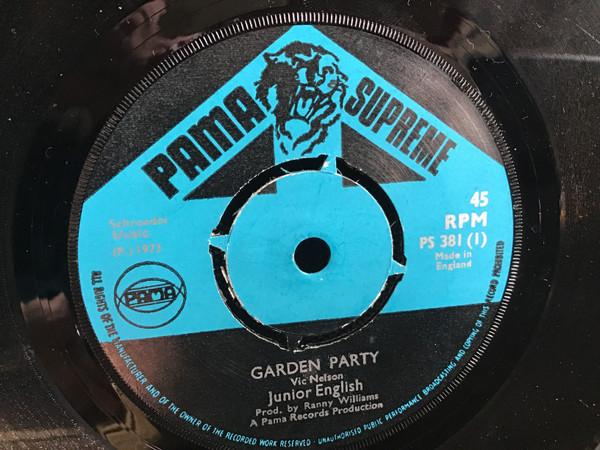 PAMA SUPREME
45
RPM
PS 381 (1)
Made in
England
Schroeder
Music
(P.) 1973
PAMA
GARDEN PARTY
Vic Nelson
Junior English
Prod. by Ranny Williams
A Pama Records Production
ALL RIGHTS OF THE MANUFACTURER AND OF THE OWNER OF THE RECORDED WORK RESERVED - UNAUTHORISED PUBLIC PERFORMANCE BROADCASTING AND COPYING OF THIS RECORD PROHIBITED